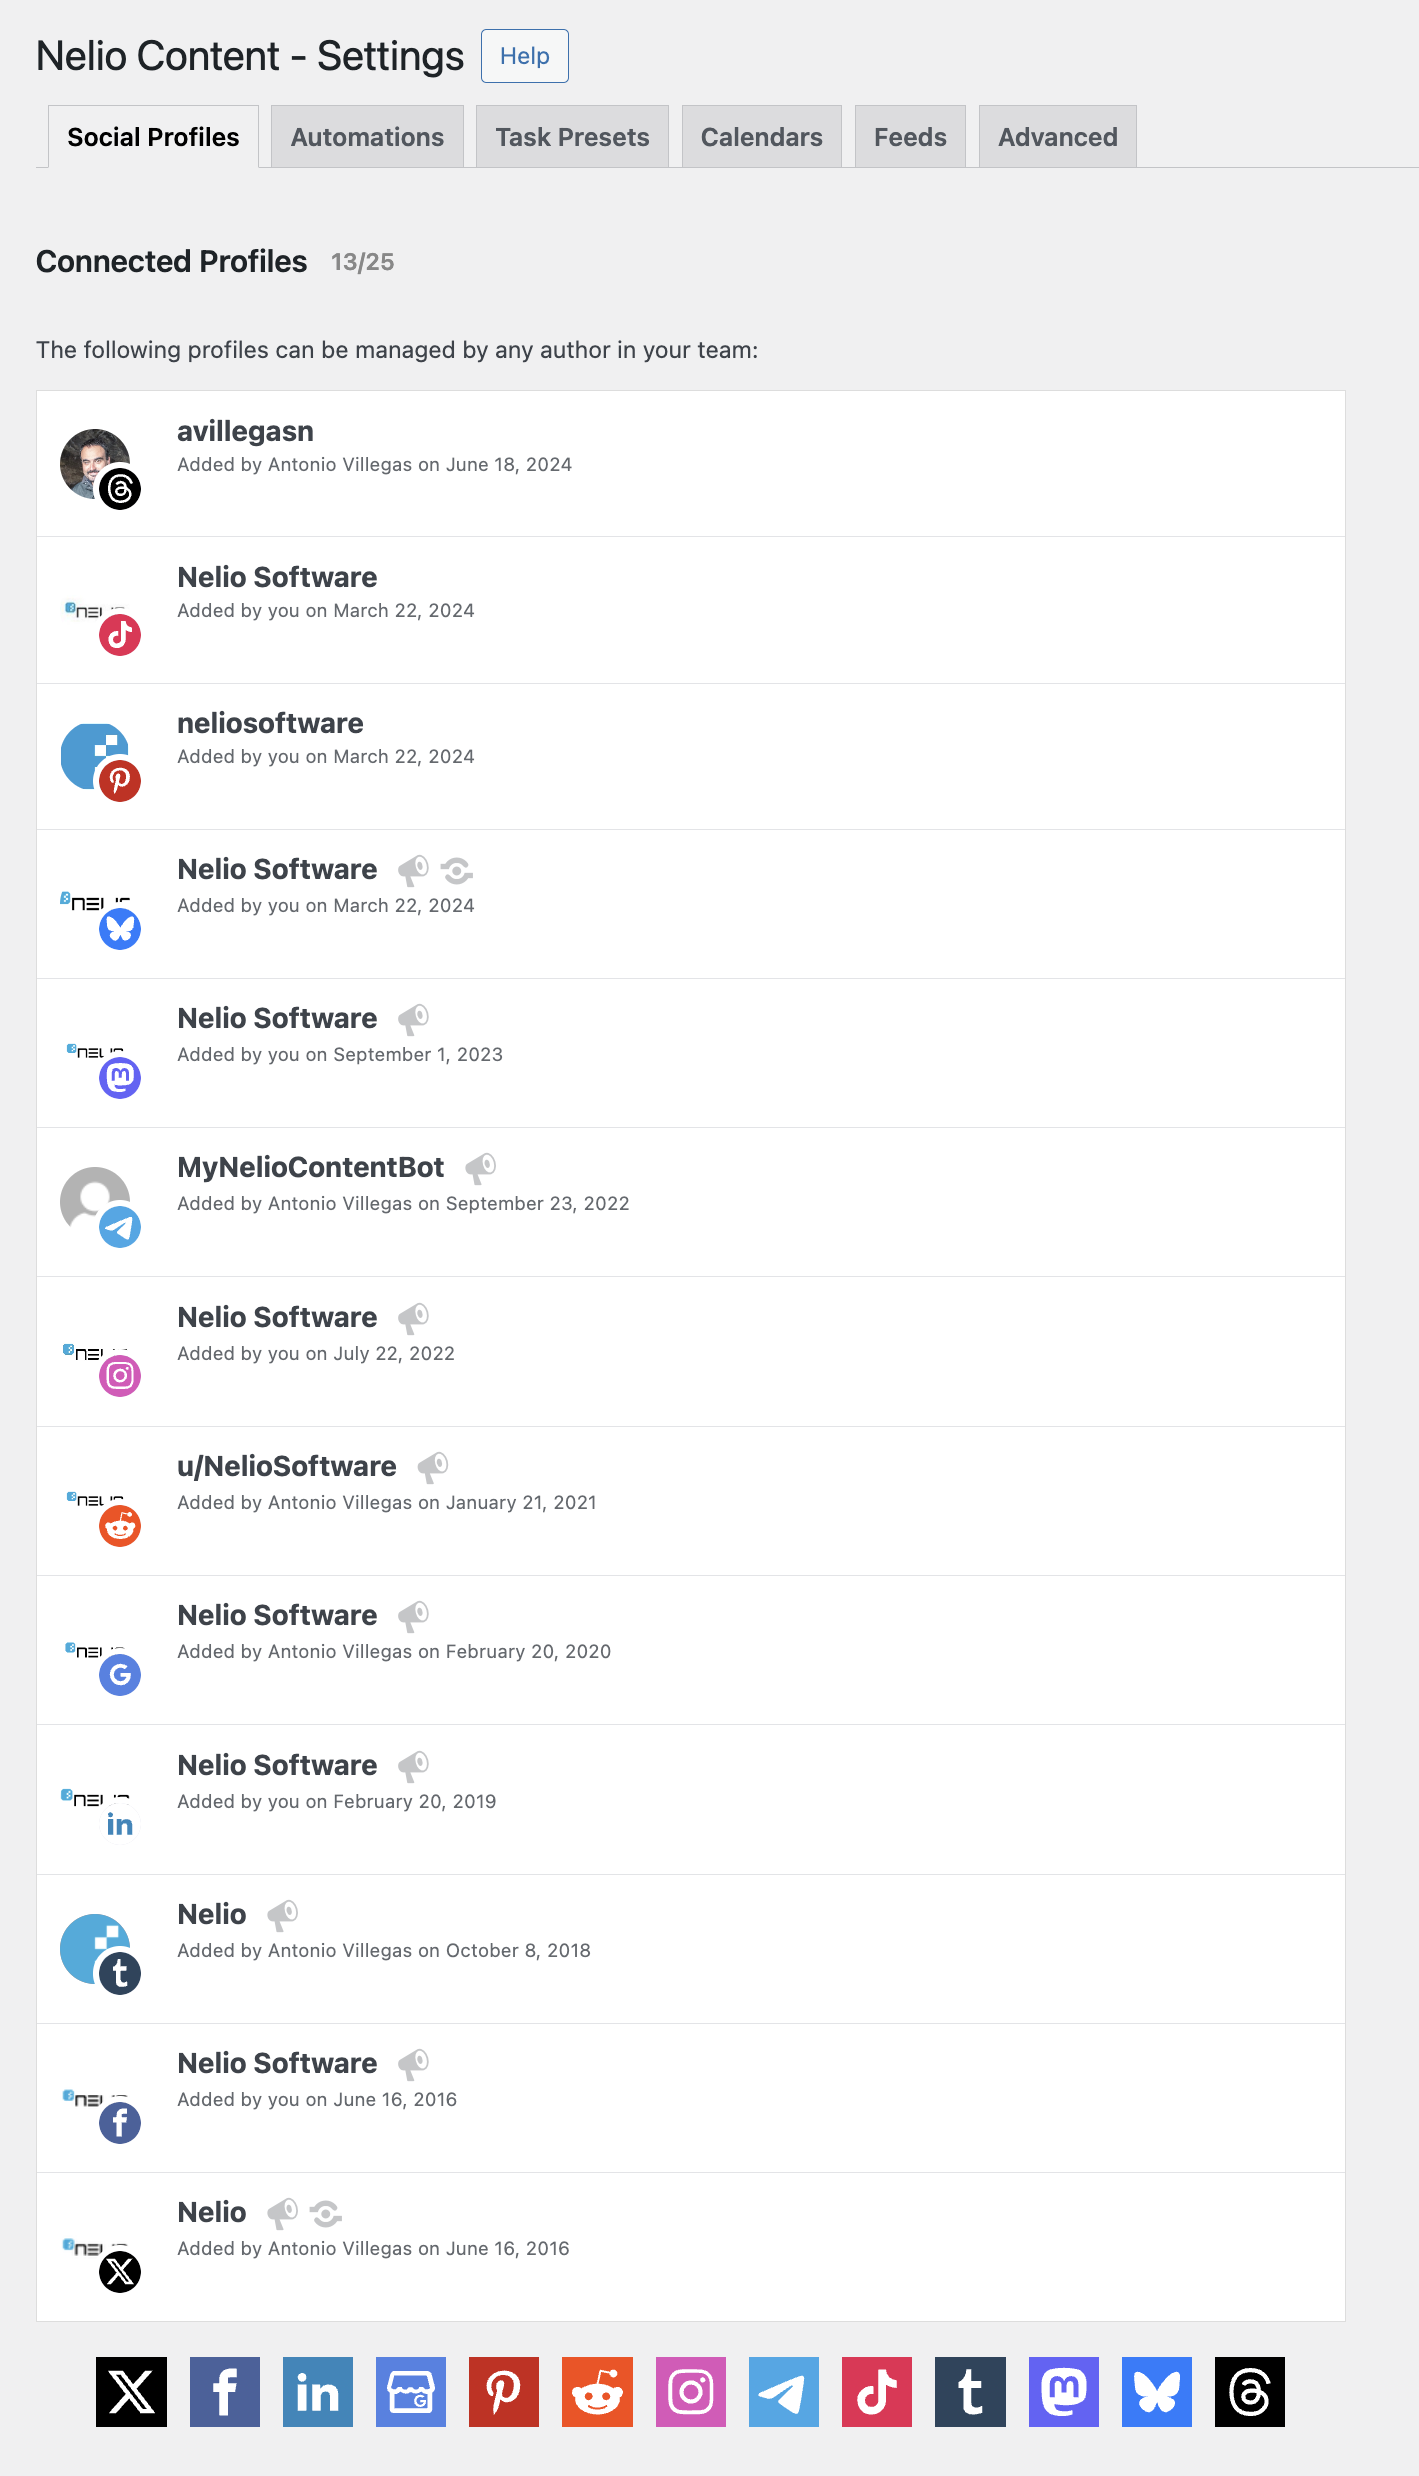 Nelio Content - Settings Help
Social Profiles Automations Task Presets Calendars Feeds Advanced
Connected Profiles 13/25
The following profiles can be managed by any author in your team:
avillegasn
Added by Antonio Villegas on June 18, 2024
Nelio Software
Added by you on March 22, 2024
neliosoftware
Added by you on March 22, 2024
Nelio Software
Added by you on March 22, 2024
Nelio Software
Added by you on September 1, 2023
MyNelioContentBot
Added by Antonio Villegas on September 23, 2022
Nelio Software
Added by you on July 22, 2022
u/NelioSoftware
Added by Antonio Villegas on January 21, 2021
Nelio Software
Added by Antonio Villegas on February 20, 2020
Nelio Software
Added by you on February 20, 2019
Nelio
Added by Antonio Villegas on October 8, 2018
Nelio Software
Added by you on June 16, 2016
Nelio
Added by Antonio Villegas on June 16, 2016